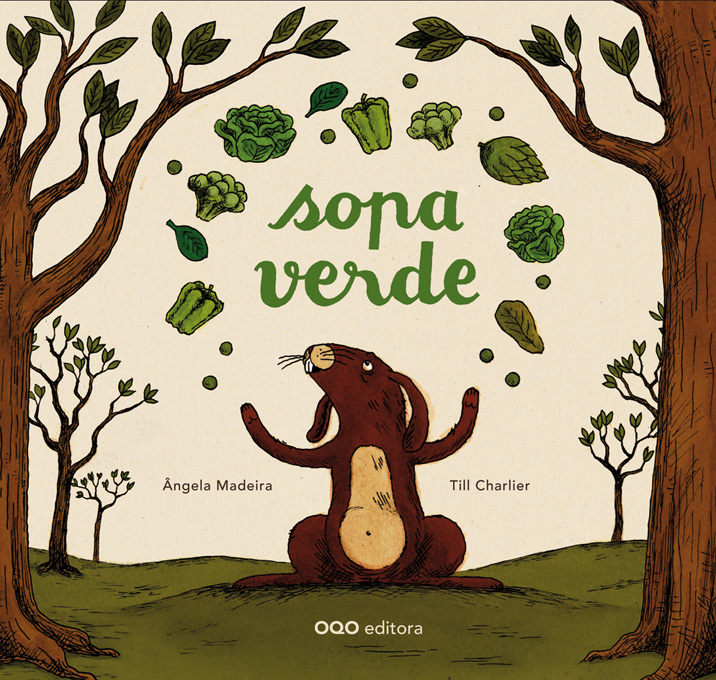 sopa
verde
Ângela Madeira
Till Charlier
OQO editora